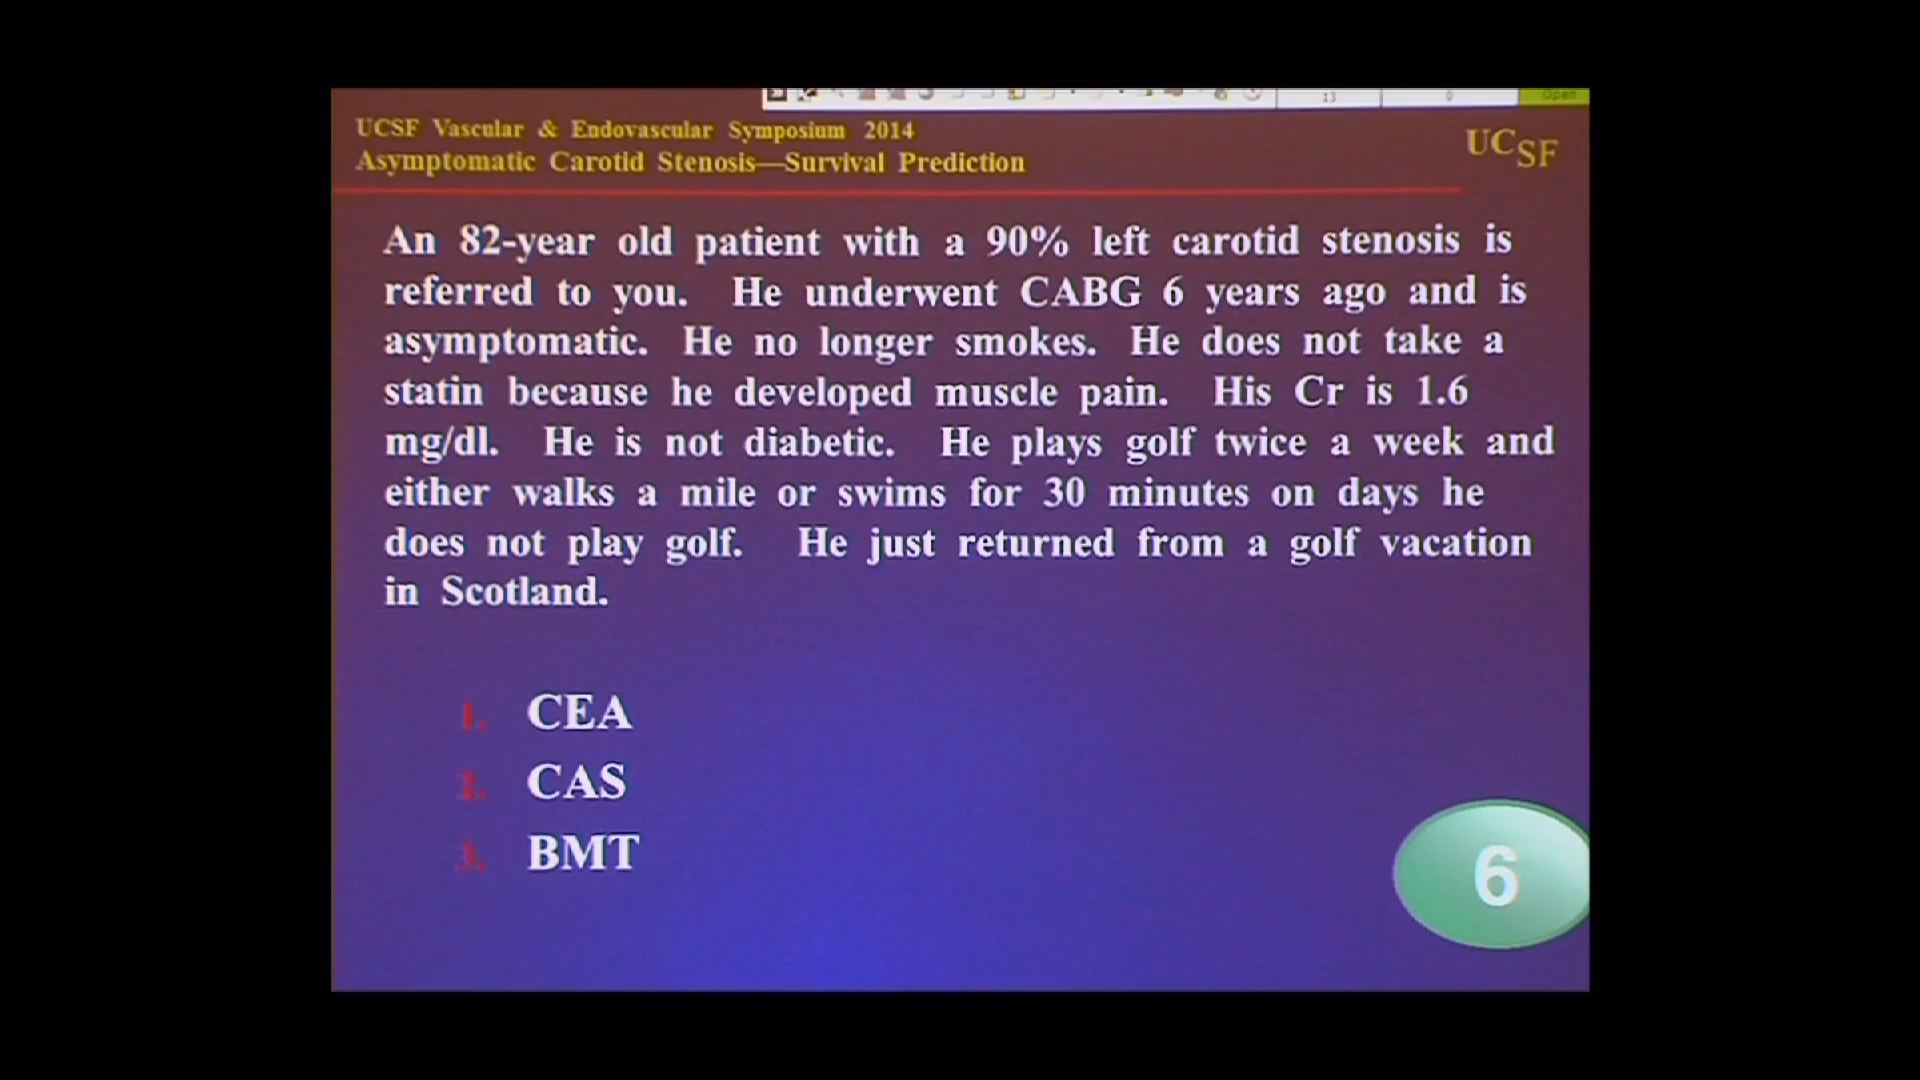 13 0 Open
UCSF Vascular & Endovascular Symposium 2014
Asymptomatic Carotid Stenosis—Survival Prediction
UCSF
An 82-year old patient with a 90% left carotid stenosis is
referred to you. He underwent CABG 6 years ago and is
asymptomatic. He no longer smokes. He does not take a
statin because he developed muscle pain. His Cr is 1.6
mg/dl. He is not diabetic. He plays golf twice a week and
either walks a mile or swims for 30 minutes on days he
does not play golf. He just returned from a golf vacation
in Scotland.
1. CEA
2. CAS
3. BMT
6